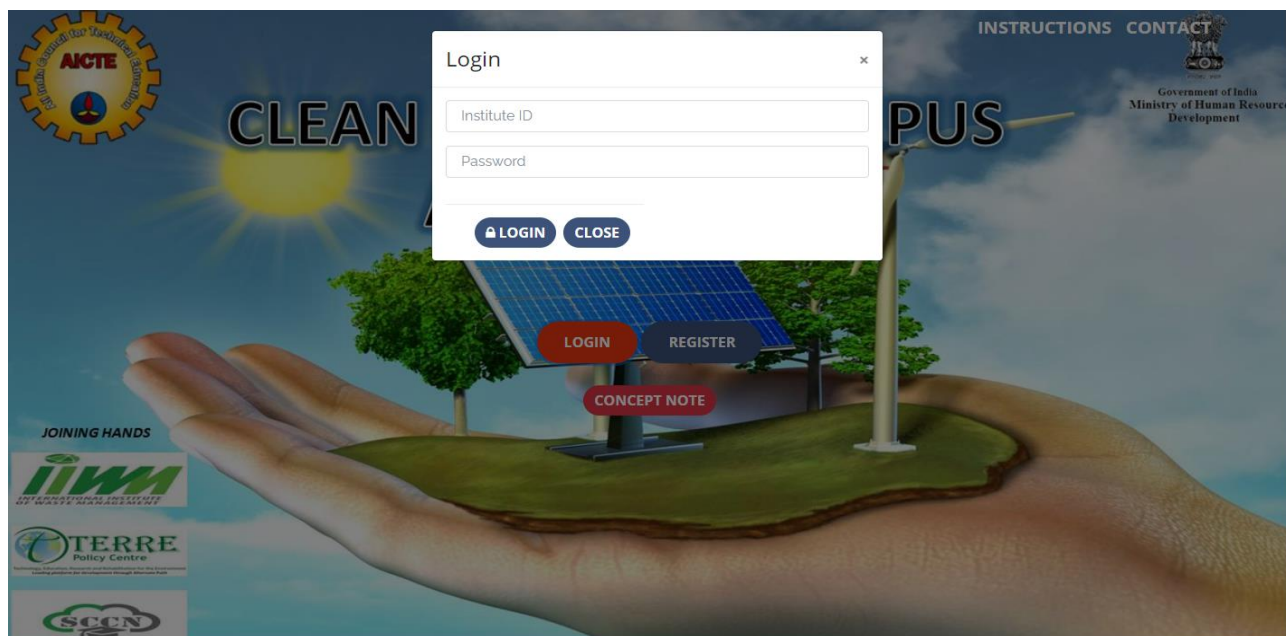 INSTRUCTIONS CONTACT
All India Council for Technical Education
AICTE
Government of India
Ministry of Human Resource
Development
CLEAN
PUS
Login
×
Institute ID
Password
LOGIN CLOSE
LOGIN REGISTER
CONCEPT NOTE
JOINING HANDS
iiwm
INTERNATIONAL INSTITUTE
OF WASTE MANAGEMENT
TERRE
Policy Centre
SCCN